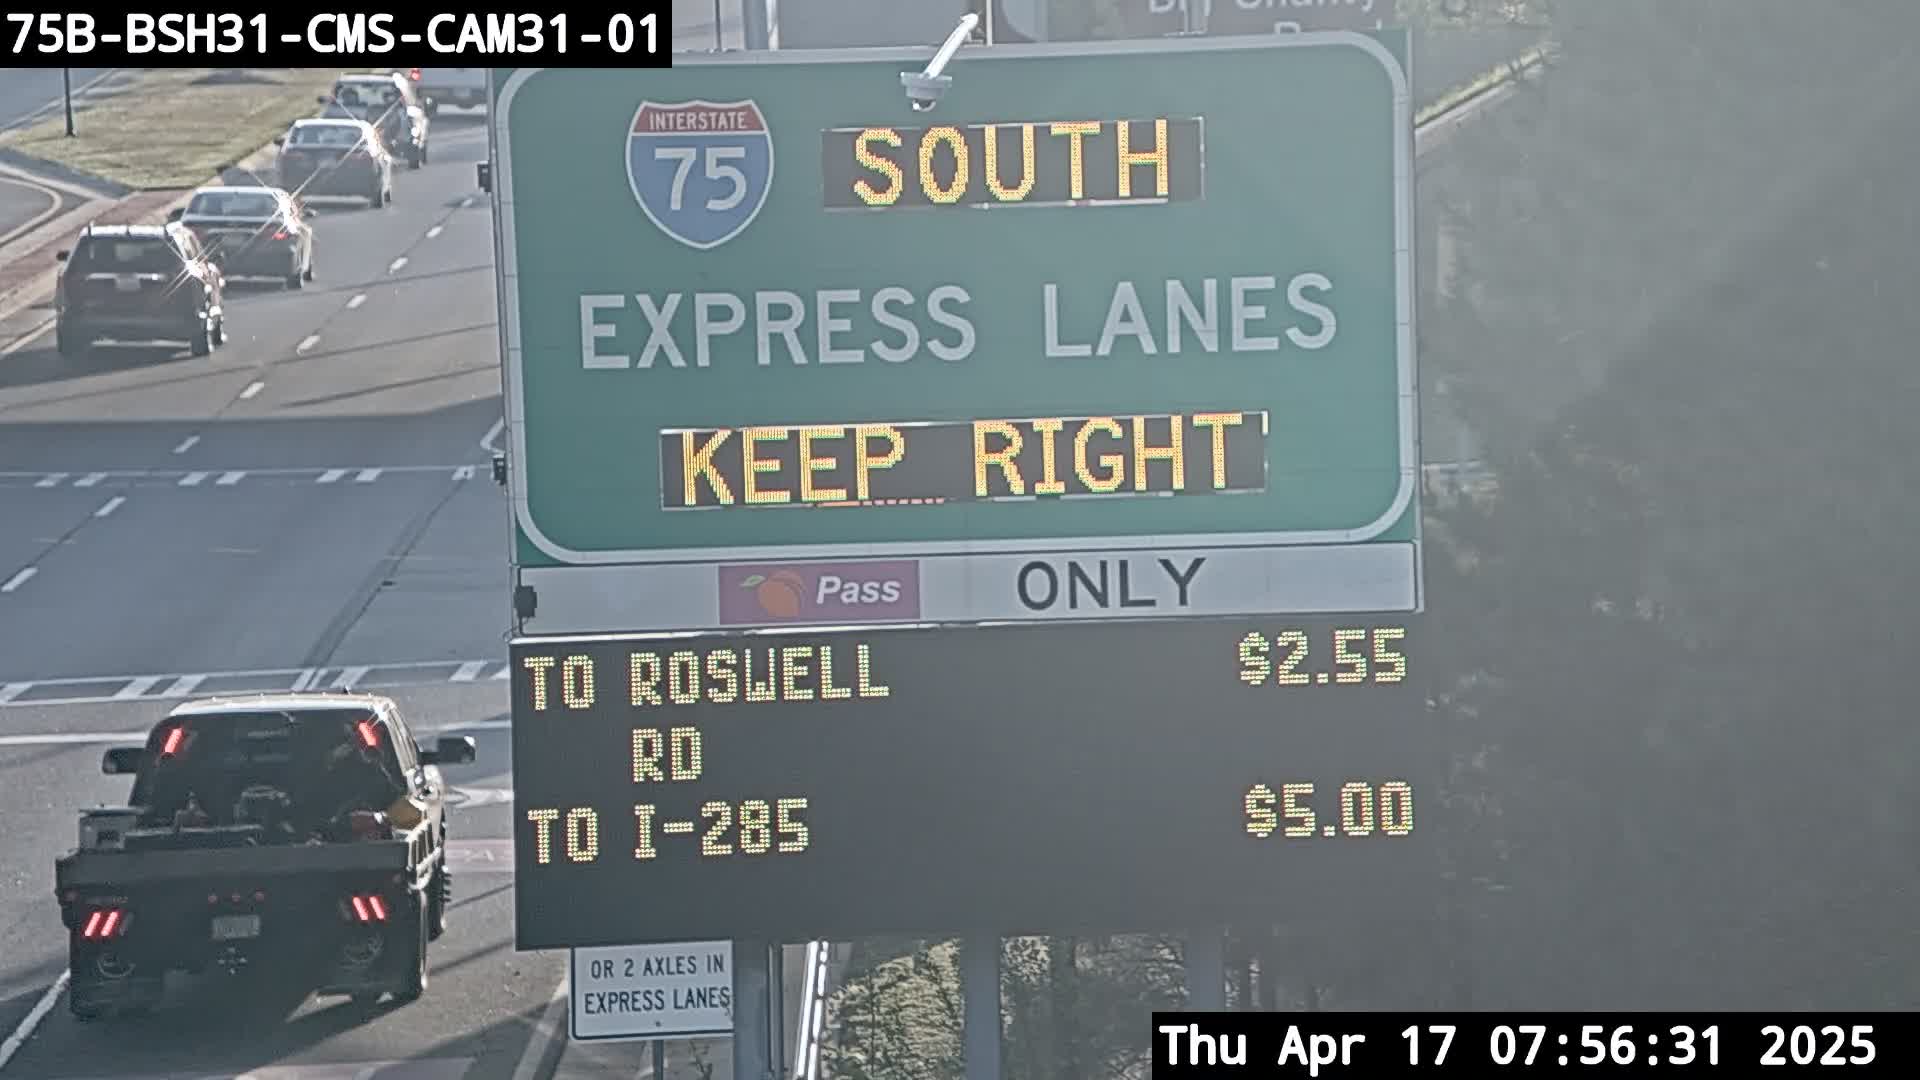 75B-BSH31-CMS-CAM31-01
INTERSTATE
75
SOUTH
EXPRESS LANES
KEEP RIGHT
Pass
ONLY
TO ROSWELL $2.55
RD
TO I-285 $5.00
OR 2 AXLES IN
EXPRESS LANES
Thu Apr 17 07:56:31 2025